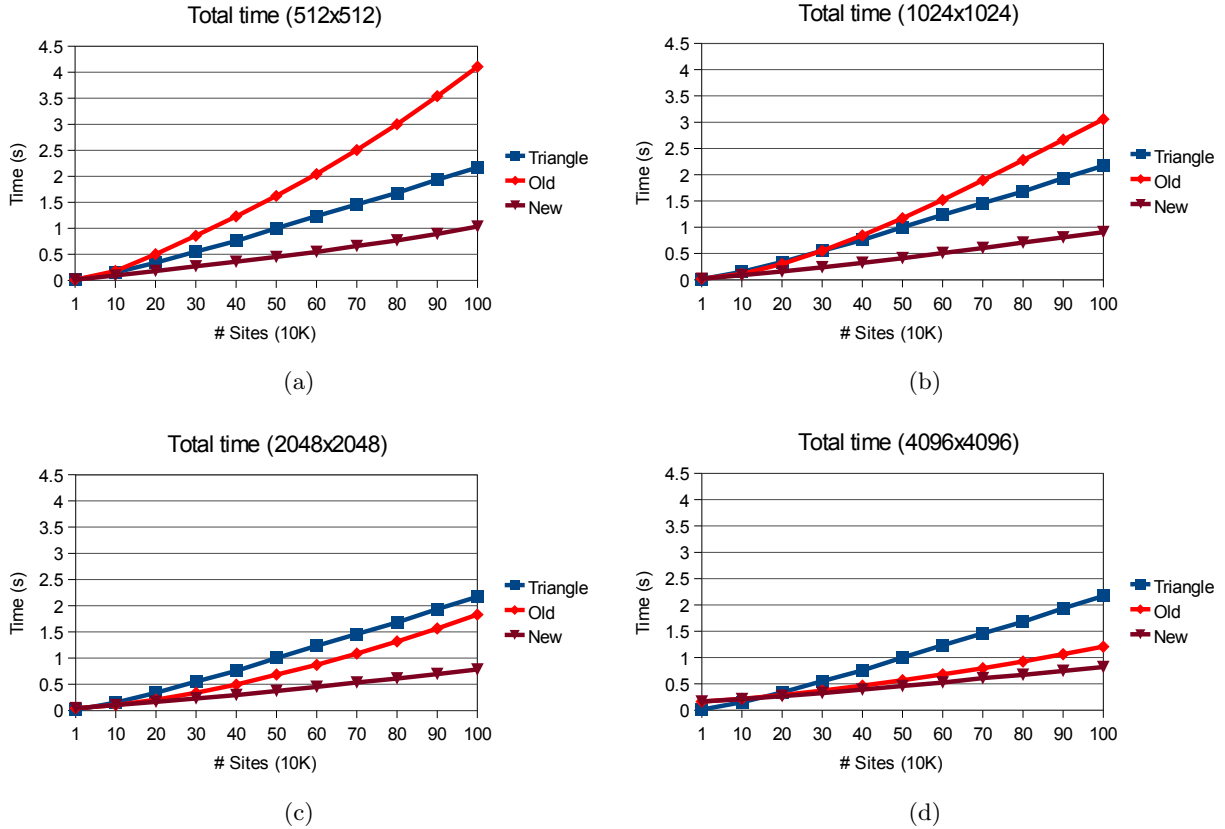 Total time (512x512)
4.5
4
3.5
3
2.5
2
1.5
1
0.5
0
Time (s)
1 10 20 30 40 50 60 70 80 90 100
# Sites (10K)
Triangle
Old
New
(a)
Total time (1024x1024)
4.5
4
3.5
3
2.5
2
1.5
1
0.5
0
Time (s)
1 10 20 30 40 50 60 70 80 90 100
# Sites (10K)
Triangle
Old
New
(b)
Total time (2048x2048)
4.5
4
3.5
3
2.5
2
1.5
1
0.5
0
Time (s)
1 10 20 30 40 50 60 70 80 90 100
# Sites (10K)
Triangle
Old
New
(c)
Total time (4096x4096)
4.5
4
3.5
3
2.5
2
1.5
1
0.5
0
Time (s)
1 10 20 30 40 50 60 70 80 90 100
# Sites (10K)
Triangle
Old
New
(d)